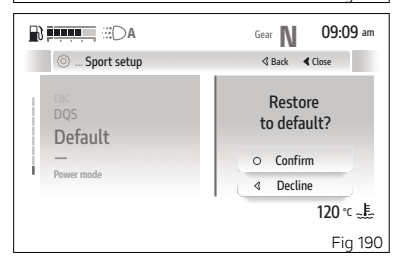 A
Gear N 09:09 am
... Sport setup
Back Close
EBC
DQS
Default
Power mode
Restore
to default?
Confirm
Decline
120 °C
Fig 190